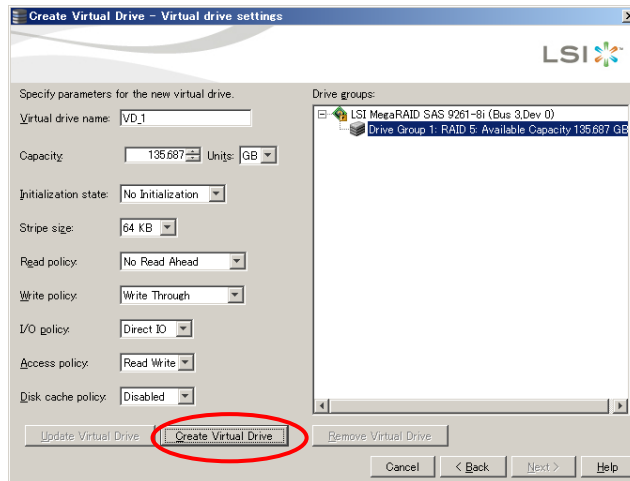 Create Virtual Drive - Virtual drive settings
LSI
Specify parameters for the new virtual drive.
Virtual drive name: VD_1
Capacity: 135.687 Units: GB
Initialization state: No Initialization
Stripe size: 64 KB
Read policy: No Read Ahead
Write policy: Write Through
I/O policy: Direct IO
Access policy: Read Write
Disk cache policy: Disabled
Drive groups:
LSI MegaRAID SAS 9261-8i (Bus 3,Dev 0)
Drive Group 1: RAID 5: Available Capacity 135.687 GB
Update Virtual Drive
Create Virtual Drive
Remove Virtual Drive
Cancel
< Back
Next >
Help